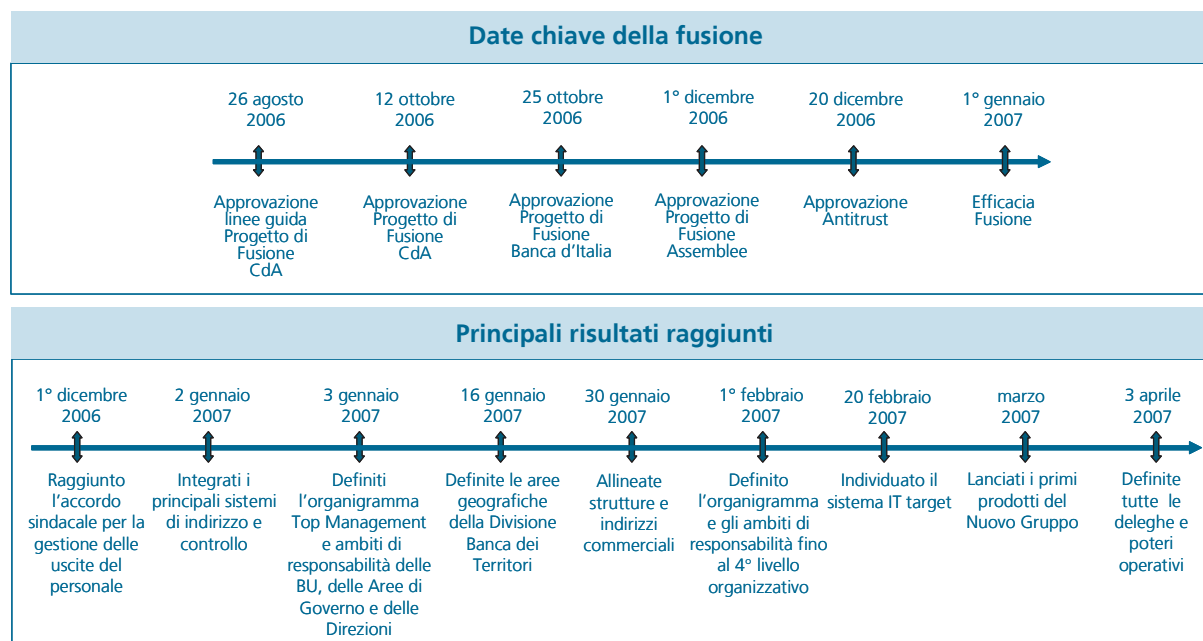 Date chiave della fusione
26 agosto
2006
12 ottobre
2006
25 ottobre
2006
1° dicembre
2006
20 dicembre
2006
1° gennaio
2007
Approvazione
linee guida
Progetto di
Fusione
CdA
Approvazione
Progetto di
Fusione
CdA
Approvazione
Progetto di
Fusione
Banca d'Italia
Approvazione
Progetto di
Fusione
Assemblee
Approvazione
Antitrust
Efficacia
Fusione
Principali risultati raggiunti
1° dicembre
2006
2 gennaio
2007
3 gennaio
2007
16 gennaio
2007
30 gennaio
2007
1° febbraio
2007
20 febbraio
2007
marzo
2007
3 aprile
2007
Raggiunto
l'accordo
sindacale per la
gestione delle
uscite del
personale
Integrati i
principali sistemi
di indirizzo e
controllo
Definiti
l'organigramma
Top Management
e ambiti di
responsabilità delle
BU, delle Aree di
Governo e delle
Direzioni
Definite le aree
geografiche
della Divisione
Banca dei
Territori
Allineate
strutture e
indirizzi
commerciali
Definito
l'organigramma
e gli ambiti di
responsabilità fino
al 4° livello
organizzativo
Individuato il
sistema IT target
Lanciati i primi
prodotti del
Nuovo Gruppo
Definite
tutte le
deleghe e
poteri
operativi